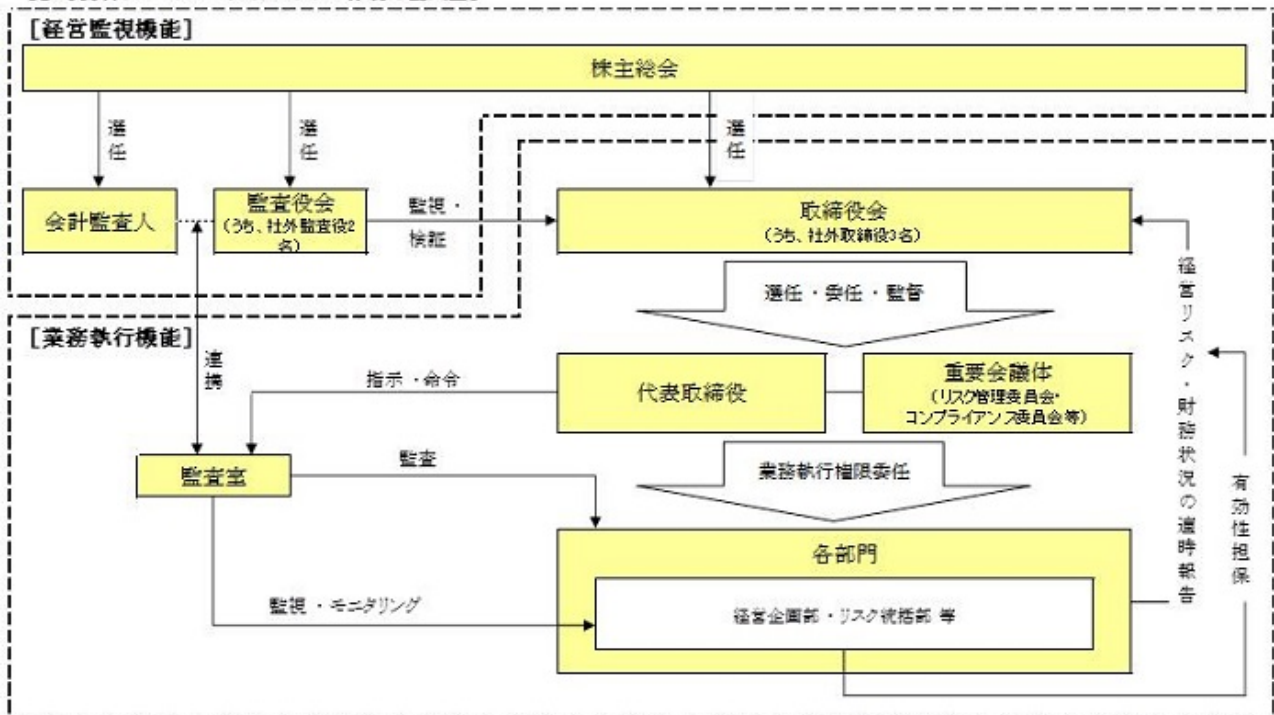 [経営監視機能]
株主総会
選任
選任
選任
会計監査人
監査役会
(うち、社外監査役2
名)
監視・
検証
取締役会
(うち、社外取締役3名)
選任・委任・監督
[業務執行機能]
連携
指示・命令
代表取締役
重要会議体
(リスク管理委員会・
コンプライアンス委員会等)
監査室
監査
業務執行権限委任
各部門
監視・モニタリング
経営企画部・リスク統括部 等
経営リスク・財務状況の適時報告
有効性担保